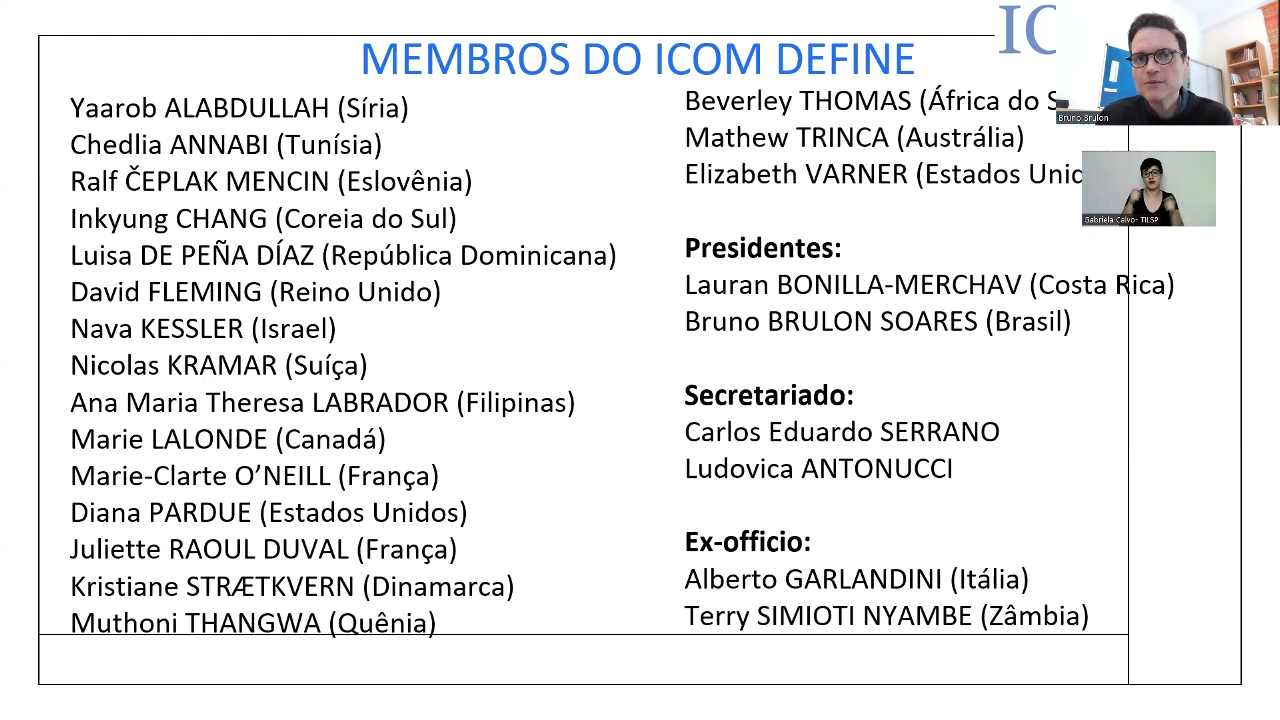 MEMBROS DO ICOM DEFINE
Yaarob ALABDULLAH (Síria)
Chedlia ANNABI (Tunísia)
Ralf ČEPLAK MENCIN (Eslovênia)
Inkyung CHANG (Coreia do Sul)
Luisa DE PEÑA DÍAZ (República Dominicana)
David FLEMING (Reino Unido)
Nava KESSLER (Israel)
Nicolas KRAMAR (Suíça)
Ana Maria Theresa LABRADOR (Filipinas)
Marie LALONDE (Canadá)
Marie-Clarte O’NEILL (França)
Diana PARDUE (Estados Unidos)
Juliette RAOUL DUVAL (França)
Kristiane STRÆTKVERN (Dinamarca)
Muthoni THANGWA (Quênia)
Beverley THOMAS (África do
Mathew TRINCA (Austrália)
Elizabeth VARNER (Estados
Presidentes:
Lauran BONILLA-MERCHAV (Costa Rica)
Bruno BRULON SOARES (Brasil)
Secretariado:
Carlos Eduardo SERRANO
Ludovica ANTONUCCI
Ex-officio:
Alberto GARLANDINI (Itália)
Terry SIMIOTI NYAMBE (Zâmbia)
Bruno Brulon
Gabriela Calvo- TILSP